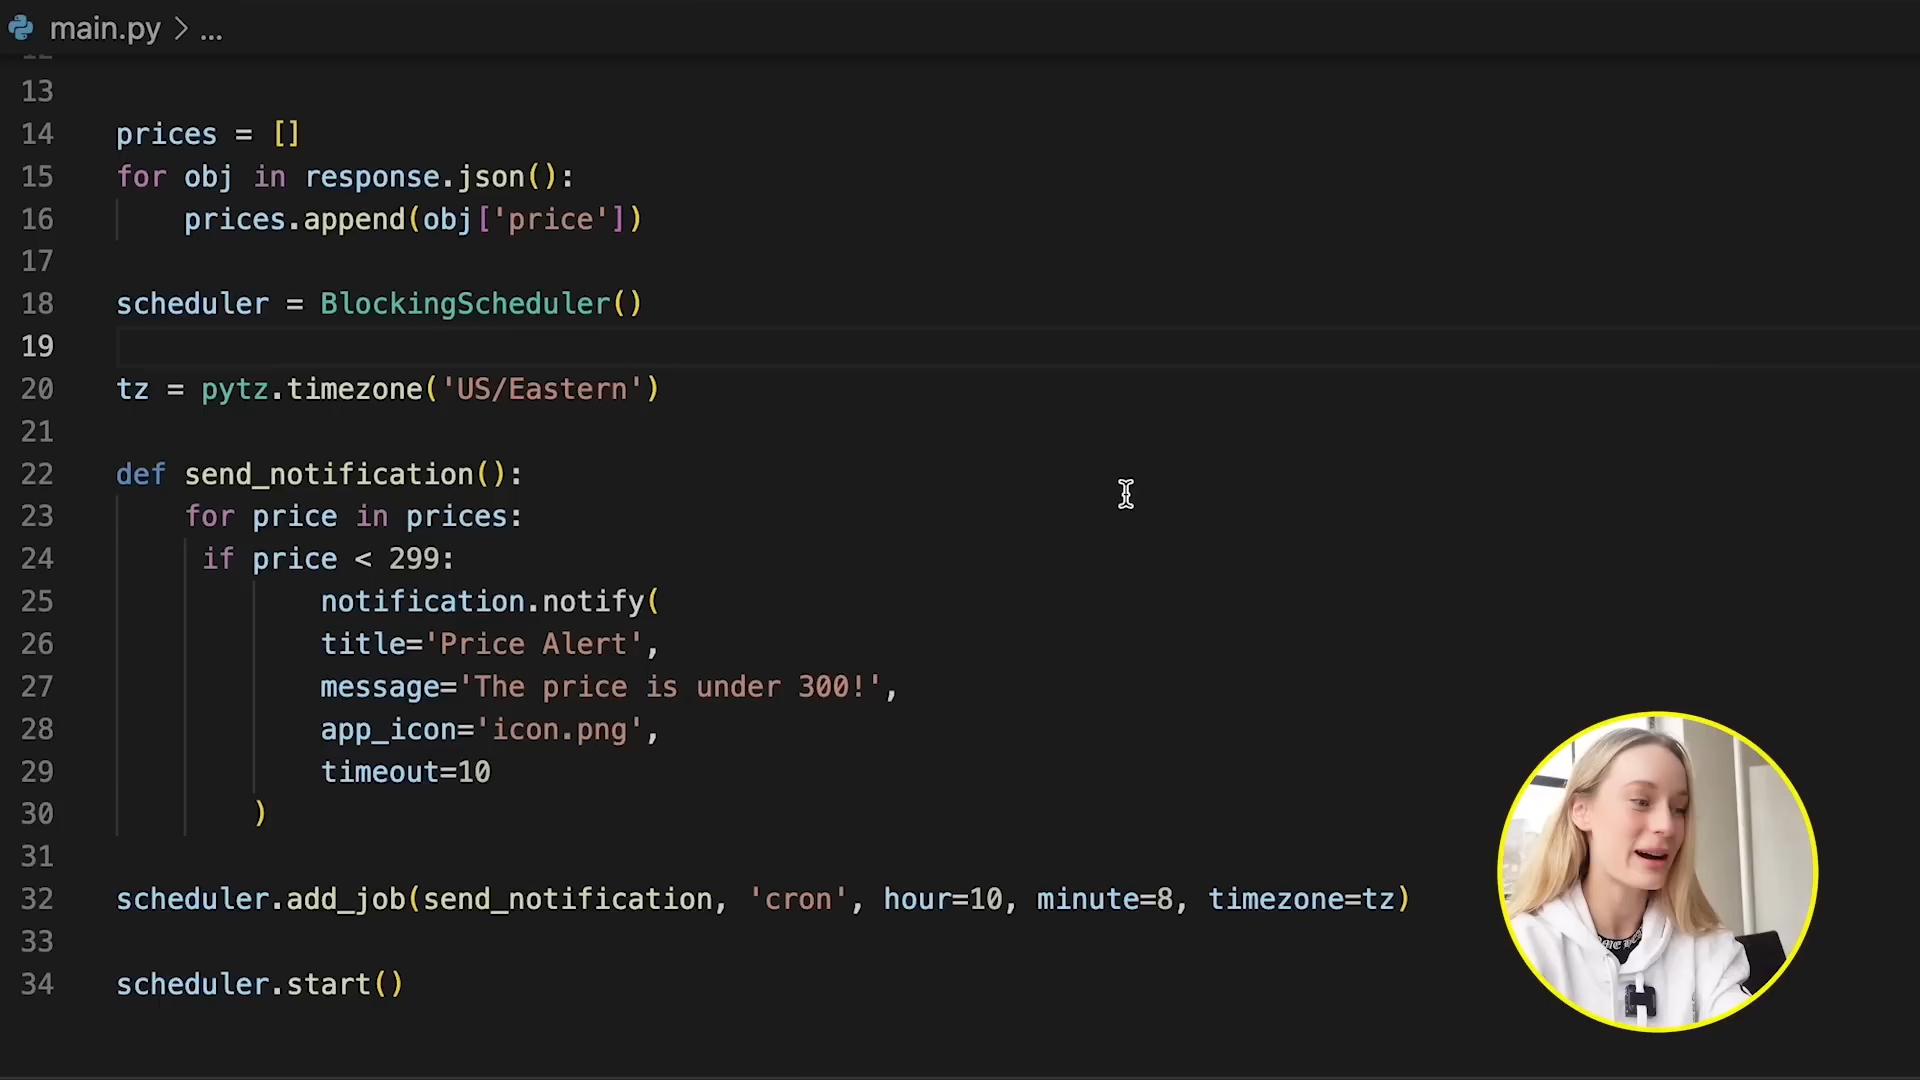 main.py > ...
12
13
14 prices = []
15 for obj in response.json():
16 prices.append(obj['price'])
17
18 scheduler = BlockingScheduler()
19
20 tz = pytz.timezone('US/Eastern')
21
22 def send_notification():
23 for price in prices:
24 if price < 299:
25 notification.notify(
26 title='Price Alert',
27 message='The price is under 300!',
28 app_icon='icon.png',
29 timeout=10
30 )
31
32 scheduler.add_job(send_notification, 'cron', hour=10, minute=8, timezone=tz)
33
34 scheduler.start()